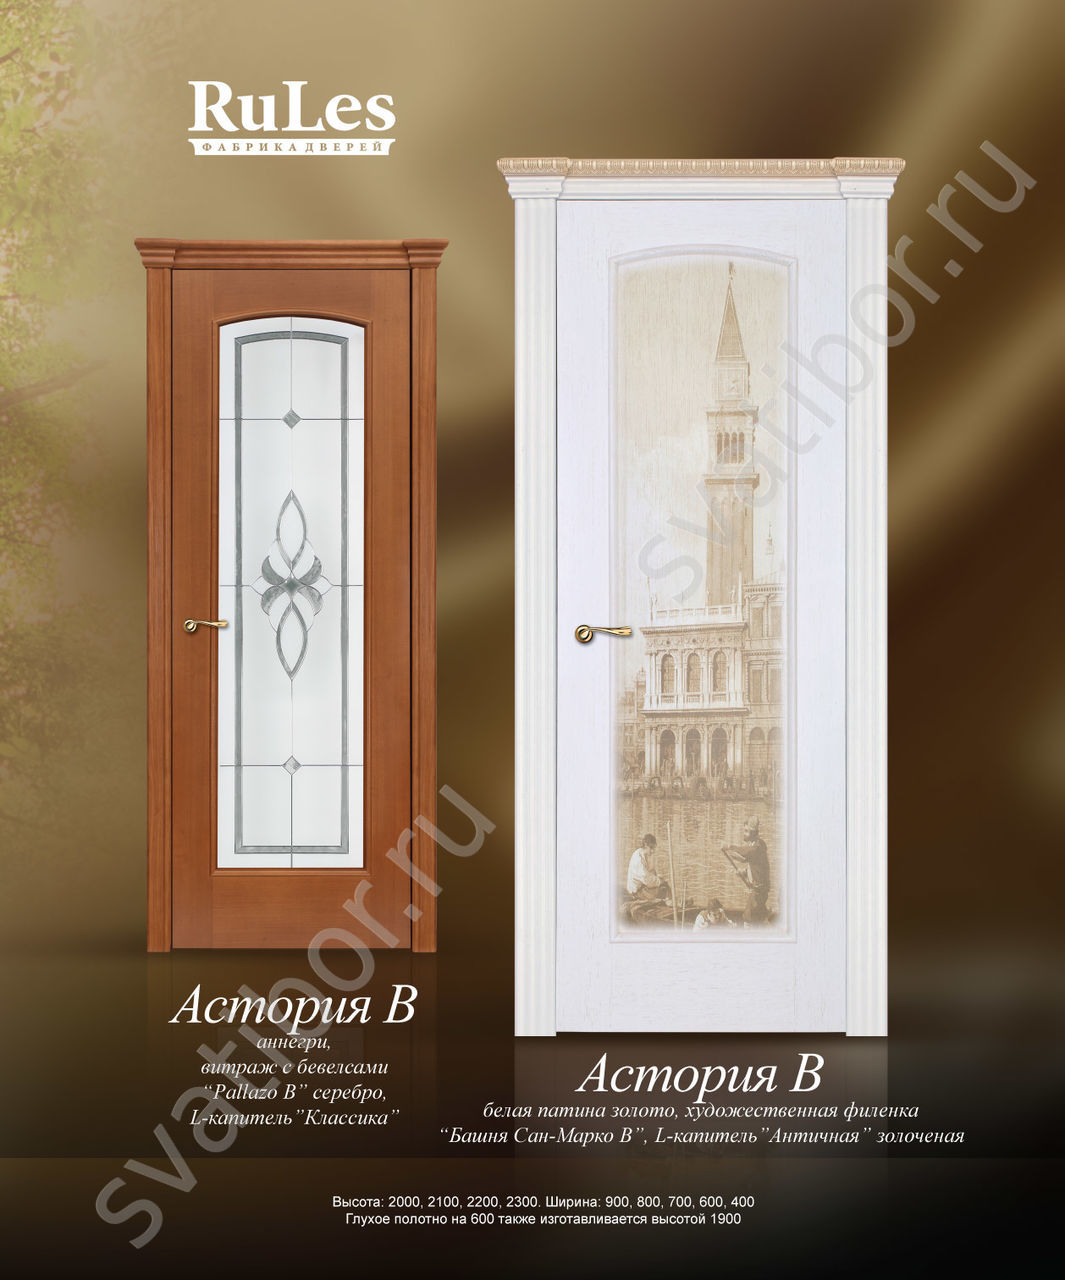 RuLes
ФАБРИКА ДВЕРЕЙ
svatibor.ru
svatibor.ru
Астория В
аннегри,
витраж с бевелсами
“Pallazo B” серебро,
L-капитель”Классика”
Астория В
белая патина золото, художественная филенка
“Башня Сан-Марко В”, L-капитель”Античная” золоченая
Высота: 2000, 2100, 2200, 2300. Ширина: 900, 800, 700, 600, 400
Глухое полотно на 600 также изготавливается высотой 1900